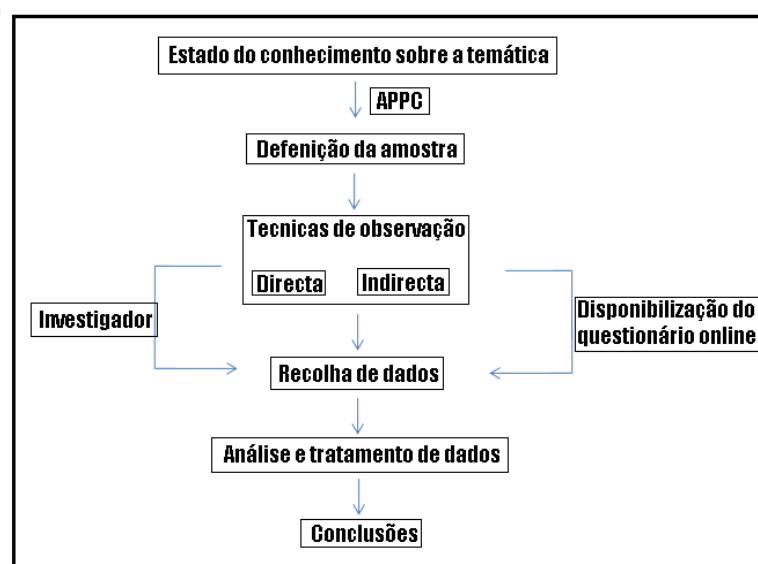 Estado do conhecimento sobre a temática
APPC
Defenição da amostra
Tecnicas de observação
Directa
Indirecta
Investigador
Disponibilização do
questionário online
Recolha de dados
Análise e tratamento de dados
Conclusões